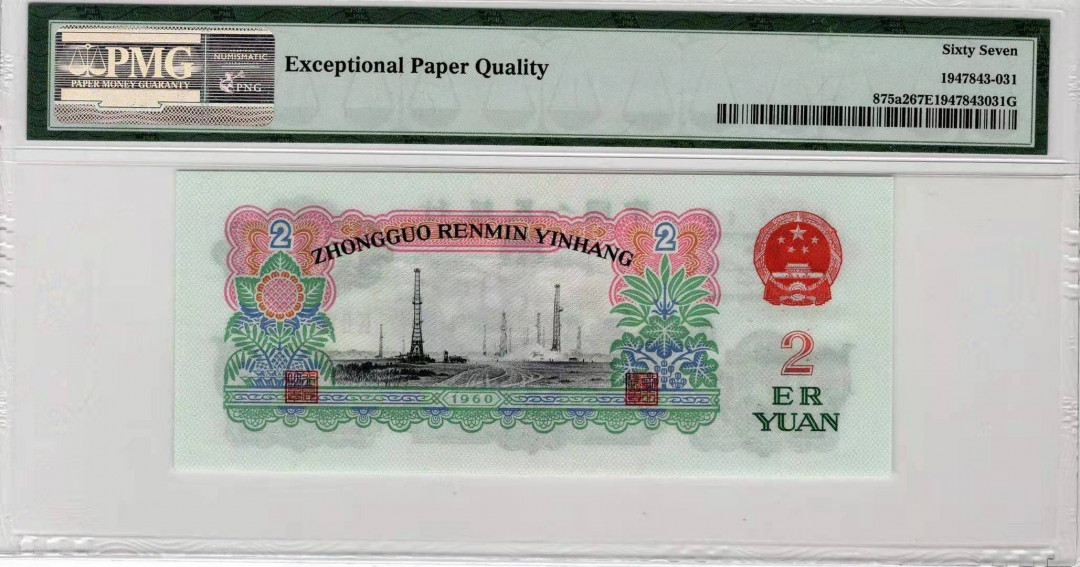 PMG
PAPER MONEY GUARANTY
NUMISMATIC
PNG
Exceptional Paper Quality
Sixty Seven
1947843-031
875a267E1947843031G
2
2
ZHONGGUO RENMIN YINHANG
1960
2
ER
YUAN